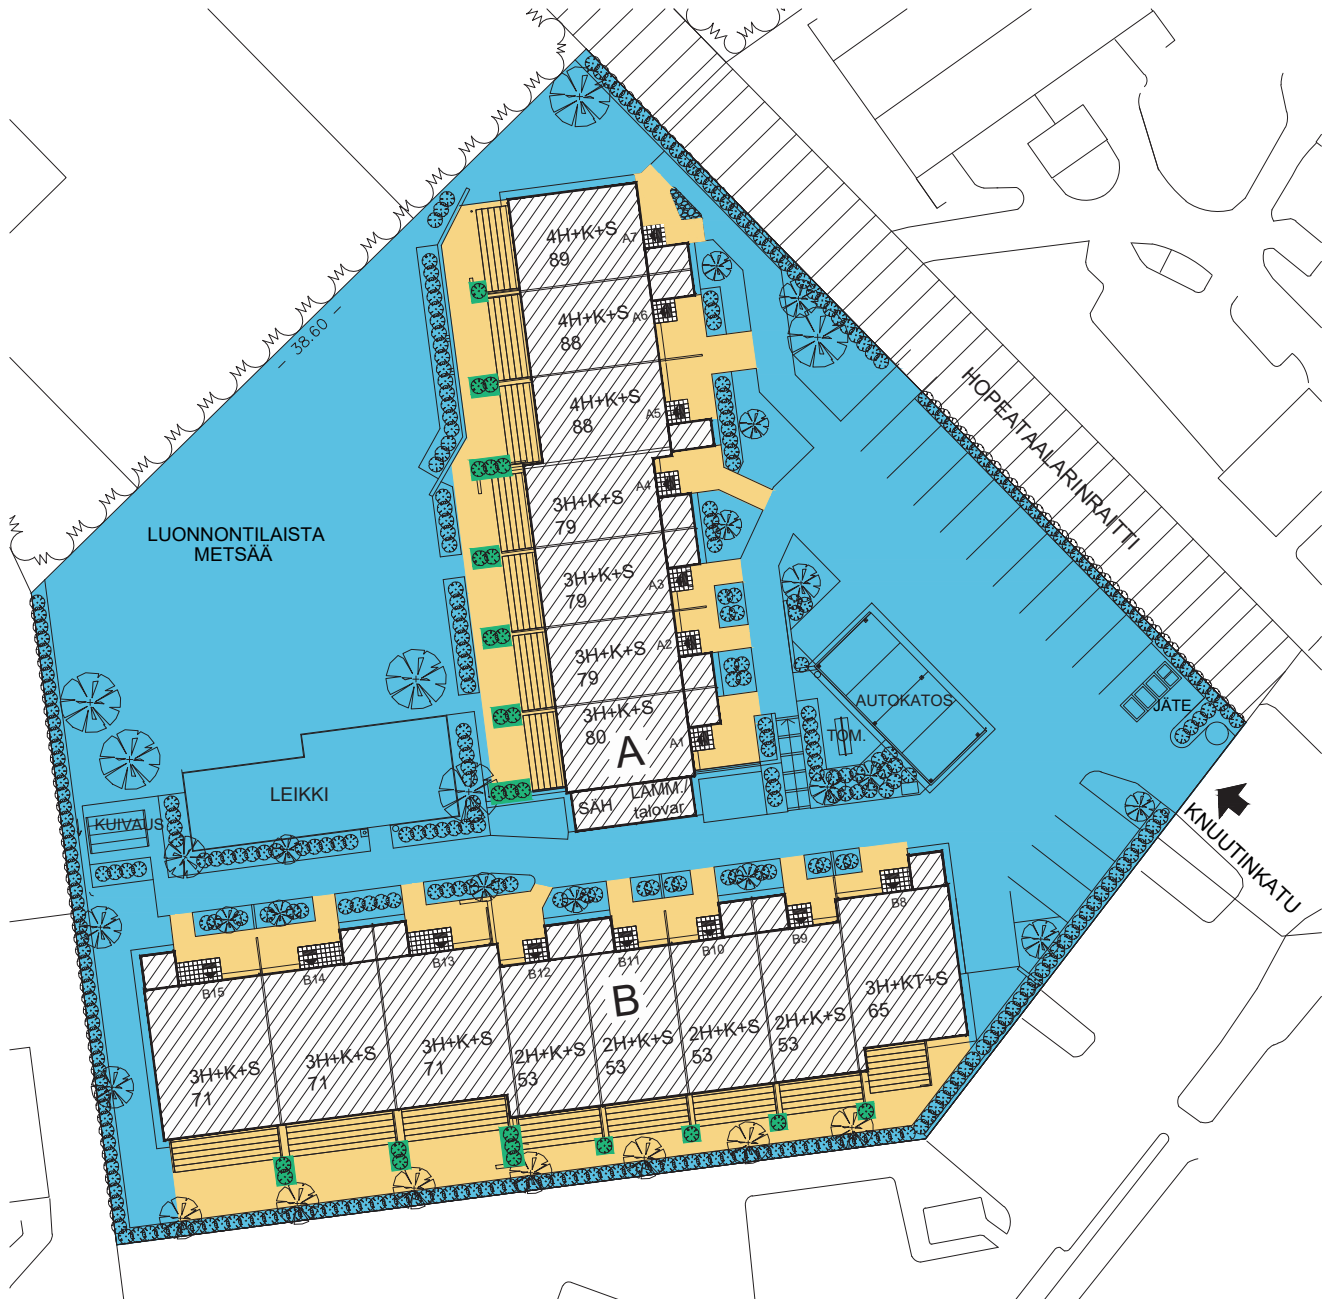 4H+K+S
89
A7
4H+K+S
88
A6
4H+K+S
88
A5
3H+K+S
79
A4
3H+K+S
79
A3
3H+K+S
79
A2
3H+K+S
80
A1
A
SÄH
LÄMM.
talovar
– 38.60 –
LUONNONTILAISTA
METSÄÄ
HOPEATAALARINRAITTI
AUTOKATOS
TOM.
JÄTE
KNUUTINKATU
LEIKKI
KUIVAUS
B15
B14
B13
B12
B11
B10
B9
B8
B
3H+K+S
71
3H+K+S
71
3H+K+S
71
2H+K+S
53
2H+K+S
53
2H+K+S
53
2H+K+S
53
3H+KT+S
65